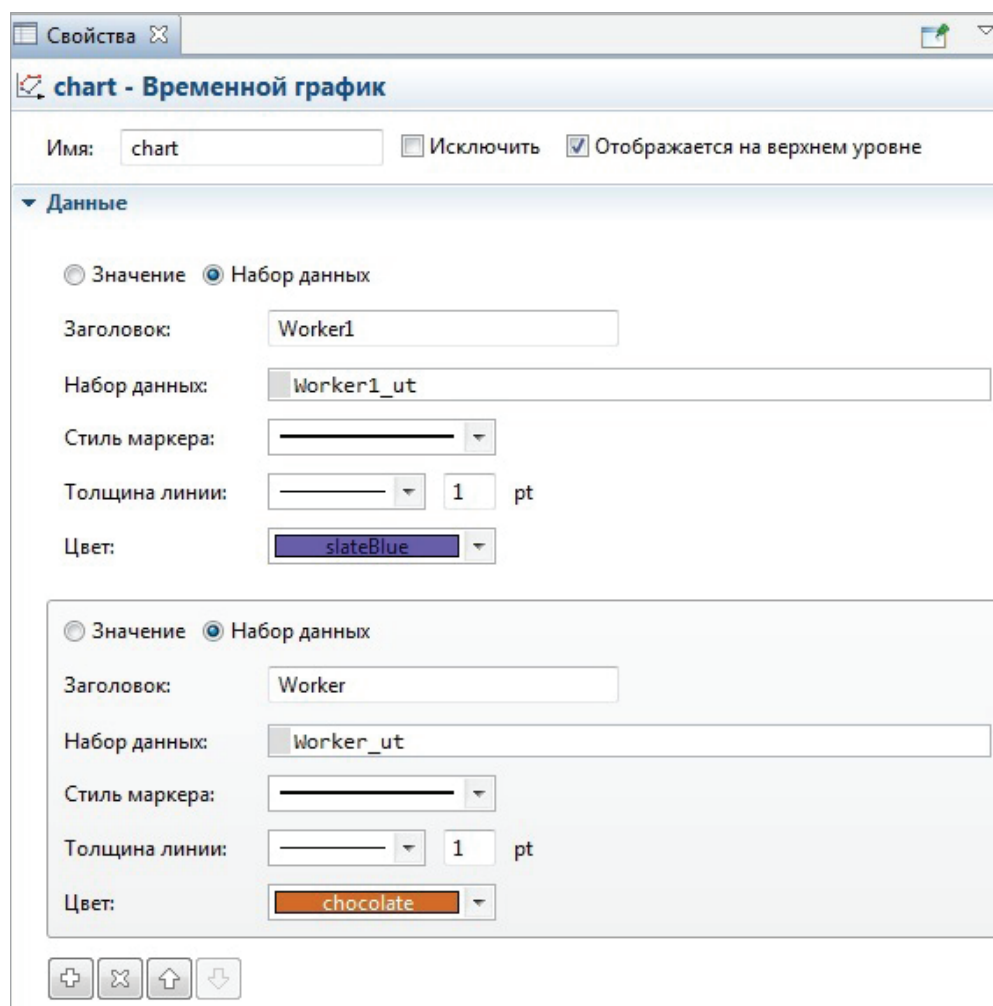 Свойства
chart - Временной график
Имя: chart Исключить Отображается на верхнем уровне
Данные
Значение Набор данных
Заголовок: Worker1
Набор данных: Worker1_ut
Стиль маркера:
Толщина линии: 1 pt
Цвет: slateBlue
Значение Набор данных
Заголовок: Worker
Набор данных: Worker_ut
Стиль маркера:
Толщина линии: 1 pt
Цвет: chocolate